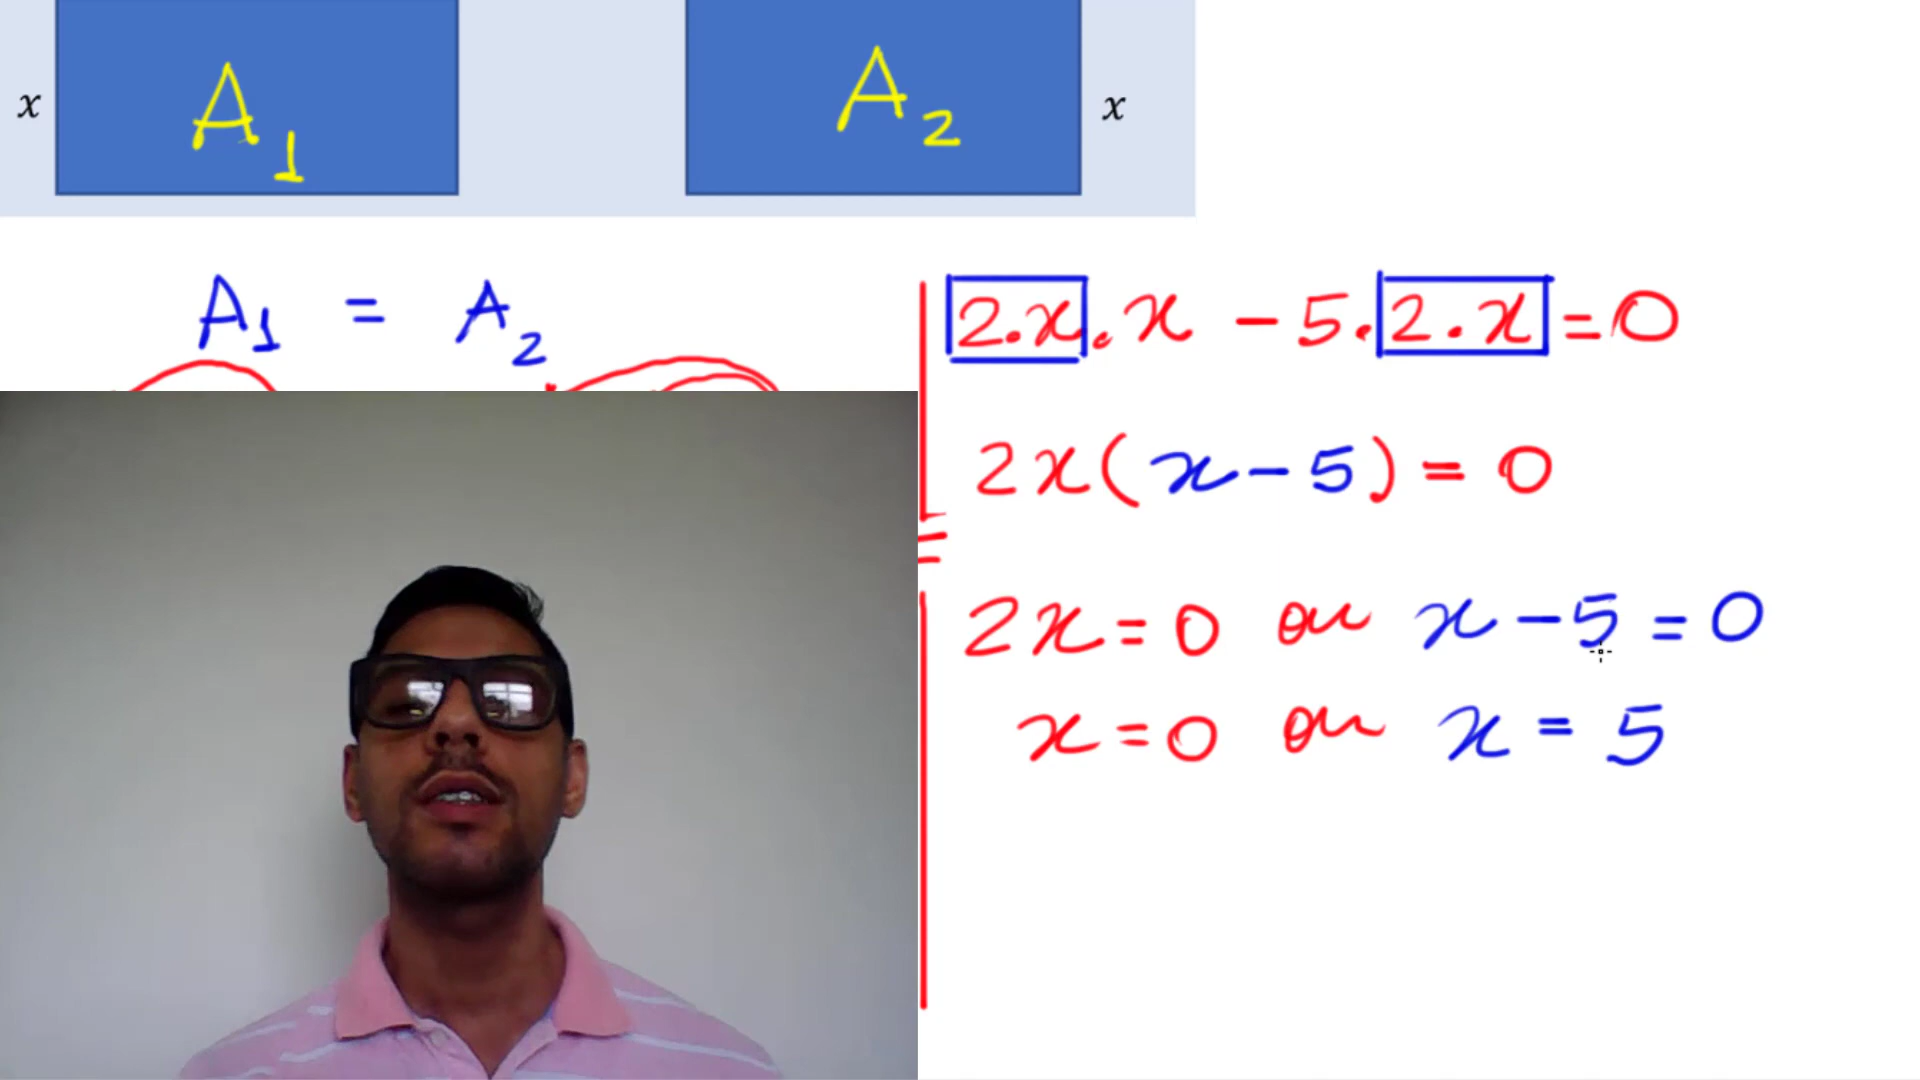 x A1 A2 x
A1 = A2
2.x.x - 5.2.x = 0
2x(x - 5) = 0
=
2x = 0 ou x - 5 = 0
x = 0 ou x = 5